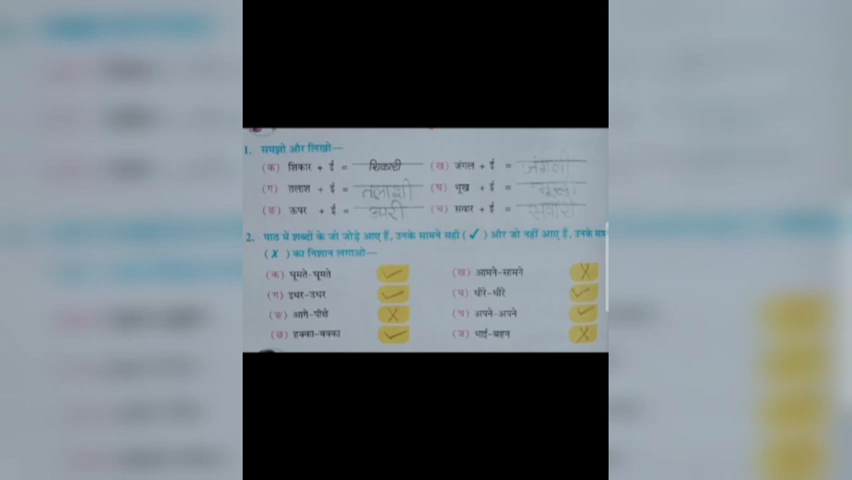 1. समझो और लिखो—
(क) शिकार + ई = शिकारी (ख) जंगल + ई = जंगली
(ग) तलाश + ई = तलाशी (घ) भूख + ई =
(ङ) ऊपर + ई = उपरी (च) सवार + ई = सवारी
2. पाठ में शब्दों के जो जोड़े आए हैं, उनके सामने सही (✓) और जो नहीं आए हैं, उनके
(X) का निशान लगाओ—
(क) घूमते-घूमते ✓ (ख) आमने-सामने X
(ग) इधर-उधर ✓ (घ) धीरे-धीरे ✓
(ङ) आगे-पीछे X (च) अपने-अपने ✓
(छ) हक्का-बक्का ✓ (ज) भाई-बहन X